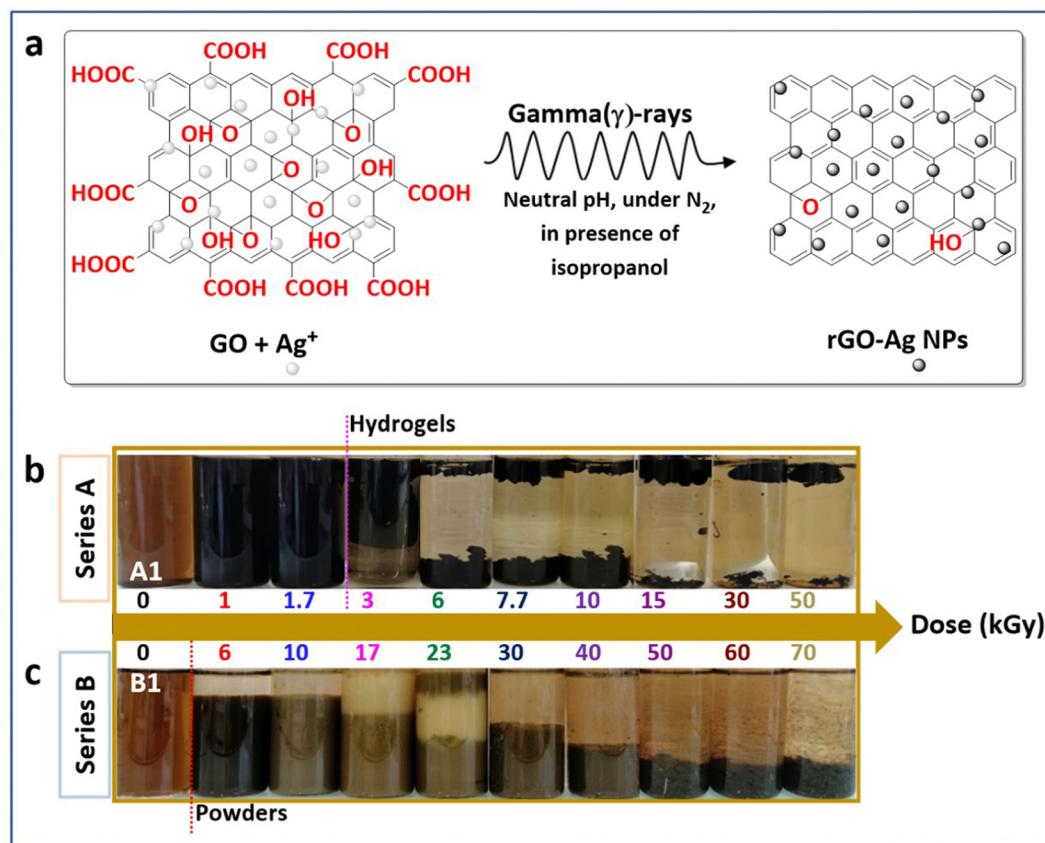 a
COOH COOH
HOOC COOH
OH
OH O O
O OH
HOOC COOH
O
OH O HO
HOOC COOH
COOH COOH COOH
GO + Ag⁺
Gamma(γ)-rays
Neutral pH, under N₂,
in presence of
isopropanol
O
HO
rGO-Ag NPs
Hydrogels
b
Series A
A1
0 1 1.7 3 6 7.7 10 15 30 50
Dose (kGy)
0 6 10 17 23 30 40 50 60 70
c
Series B
B1
Powders